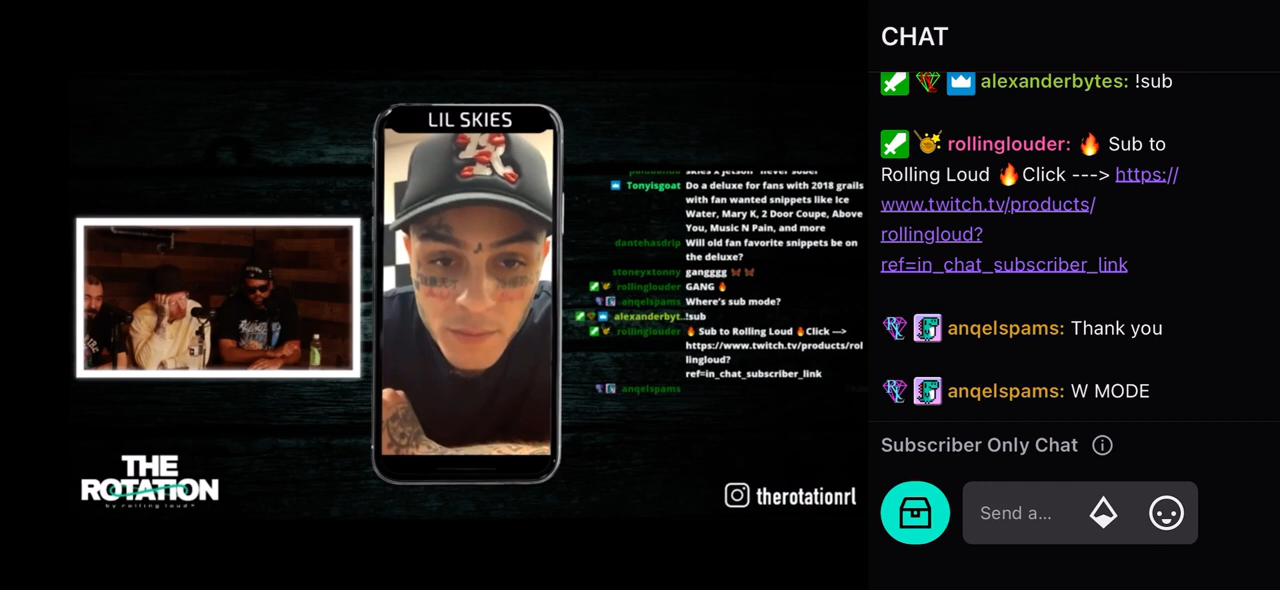 LIL SKIES
Tonyisgoat Do a deluxe for fans with 2018 grails
with fan wanted snippets like Ice
Water, Mary K, 2 Door Coupe, Above
You, Music N Pain, and more
dantehasdrip Will old fan favorite snippets be on
the deluxe?
stoneyxtonny gangggg
rollinglouder GANG 🔥
anqelspams Where's sub mode?
alexanderbyt..!sub
rollinglouder 🔥 Sub to Rolling Loud 🔥Click --->
https://www.twitch.tv/products/rol
lingloud?
ref=in_chat_subscriber_link
anqelspams
THE
ROTATION
by rolling loud
therotationrl
CHAT
alexanderbytes: !sub
rollinglouder: 🔥 Sub to
Rolling Loud 🔥Click ---> https://
www.twitch.tv/products/
rollingloud?
ref=in_chat_subscriber_link
anqelspams: Thank you
anqelspams: W MODE
Subscriber Only Chat
Send a...